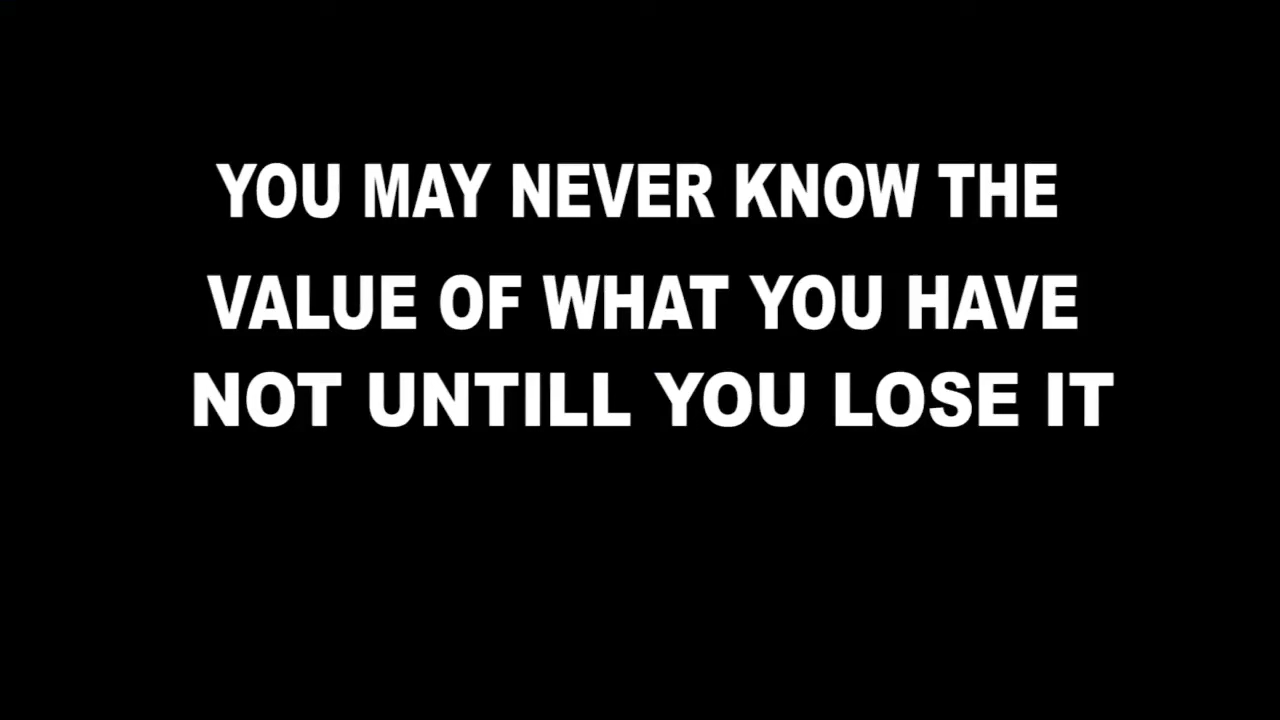 YOU MAY NEVER KNOW THE
VALUE OF WHAT YOU HAVE
NOT UNTILL YOU LOSE IT